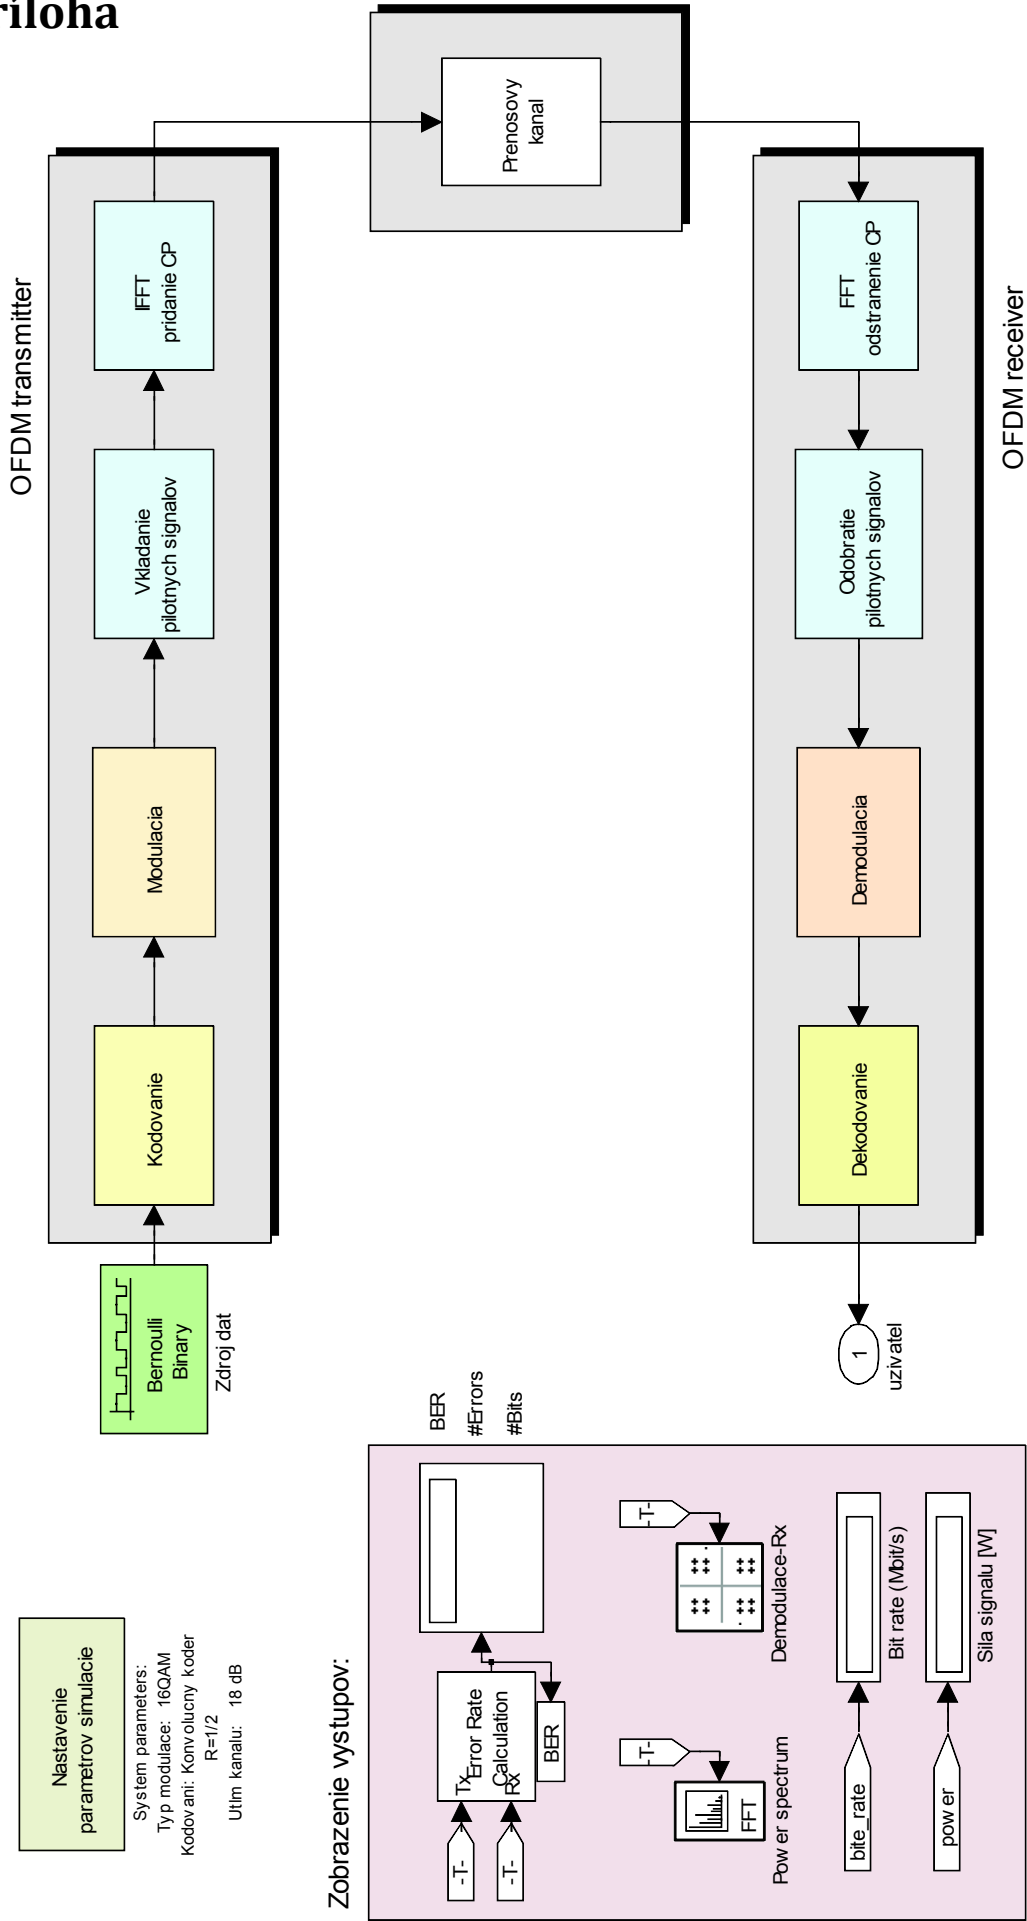 ríloha
OFDM transmitter
Bernoulli
Binary
Zdroj dat
Kodovanie
Modulacia
Vkladanie
pilotnych signalov
IFFT
pridanie CP
Prenosovy
kanal
OFDM receiver
FFT
odstranenie CP
Odobratie
pilotnych signalov
Demodulacia
Dekodovanie
1
uzivatel
Nastavenie
parametrov simulacie
System parameters:
Typ modulace: 16QAM
Kodovani: Konvolucny koder
R=1/2
Utlm kanalu: 18 dB
Zobrazenie vystupov:
-T-
-T-
Tx
Error Rate
Calculation
Rx
BER
BER
#Errors
#Bits
-T-
FFT
Power spectrum
-T-
Demodulace-Rx
bite_rate
Bit rate (Mbit/s)
power
Sila signalu [W]